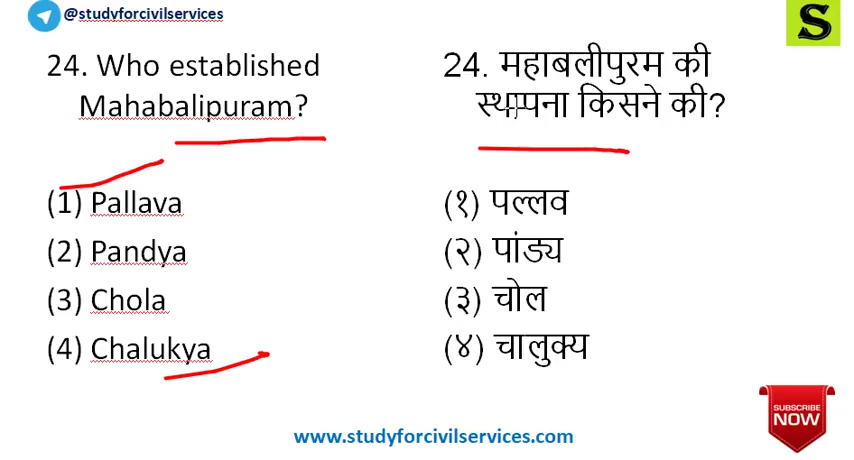 @studyforcivilservices
S
24. Who established
Mahabalipuram?
(1) Pallava
(2) Pandya
(3) Chola
(4) Chalukya
24. महाबलीपुरम की
स्थापना किसने की?
(१) पल्लव
(२) पांड्य
(३) चोल
(४) चालुक्य
SUBSCRIBE
NOW
www.studyforcivilservices.com